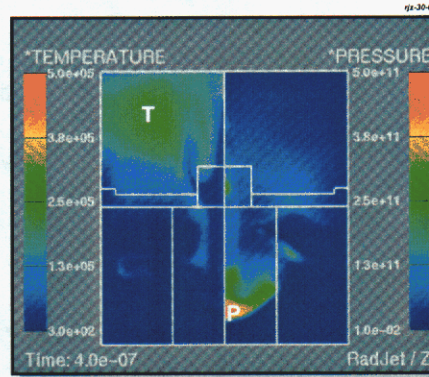 *TEMPERATURE *PRESSURE
5.0e+05 5.0e+11
3.8e+05 3.8e+11
2.5e+05 2.5e+11
1.3e+05 1.3e+11
3.0e+02 1.0e-02
T
P
Time: 4.0e-07 RadJet / Z